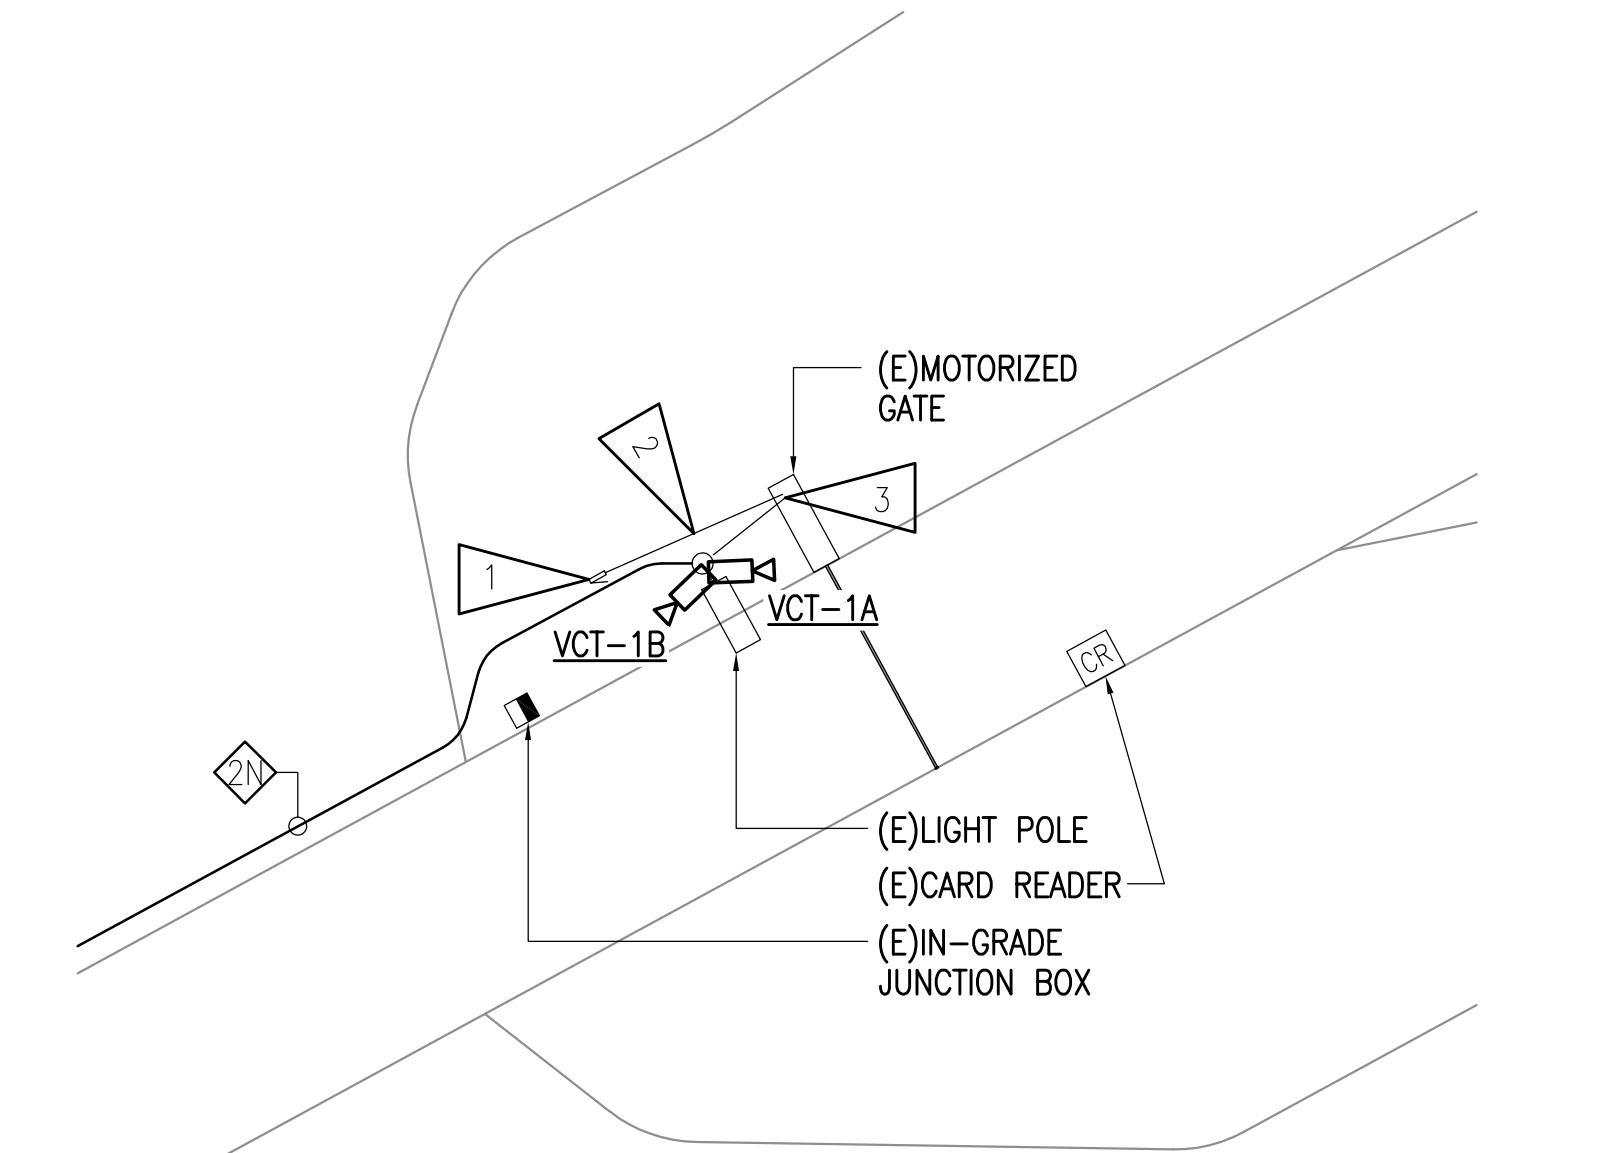 (E)MOTORIZED
GATE
2
3
1
VCT-1A
VCT-1B
CR
2N
(E)LIGHT POLE
(E)CARD READER
(E)IN-GRADE
JUNCTION BOX